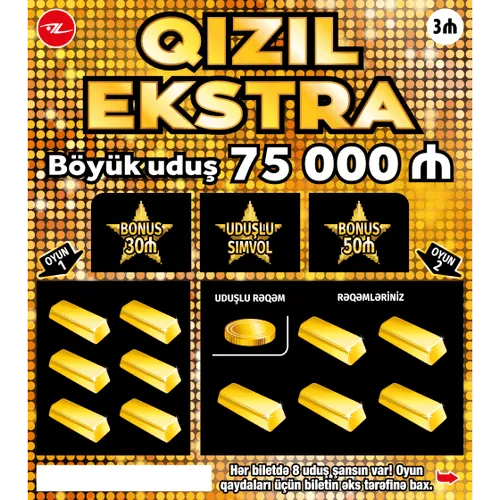 3₼
QIZIL
EKSTRA
Böyük uduş 75 000 ₼
BONUS
30₼
UDUŞLU
SIMVOL
BONUS
50₼
OYUN
1
OYUN
2
UDUŞLU RƏQƏM
RƏQƏMLƏRİNİZ
Hər biletdə 8 uduş şansın var! Oyun
qaydaları üçün biletin əks tərəfinə bax.